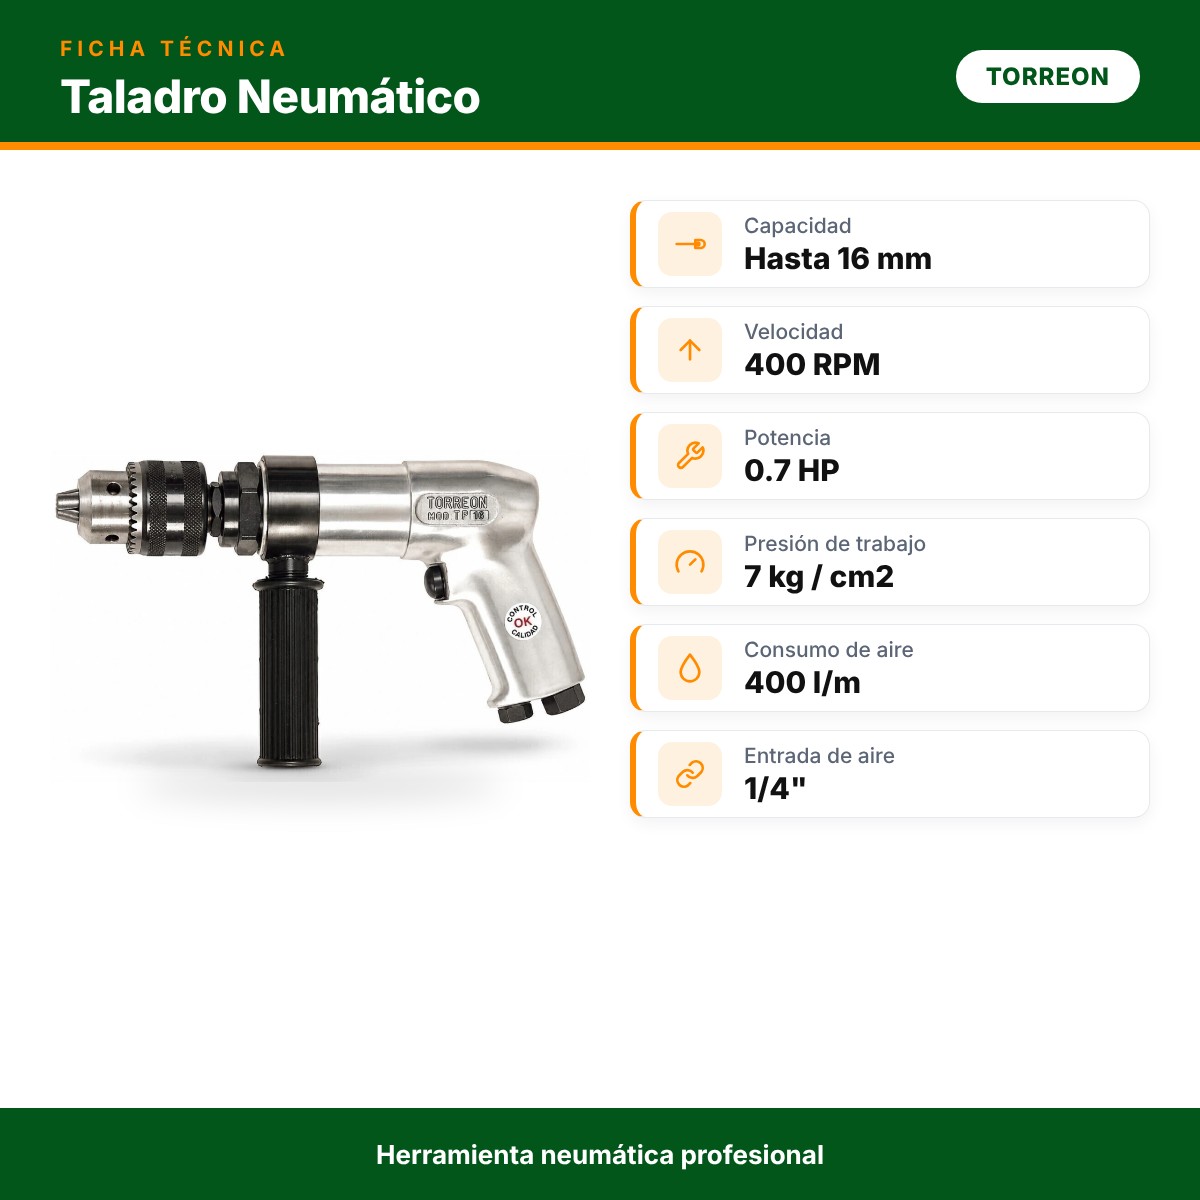 FICHA TÉCNICA
Taladro Neumático
TORREON
Capacidad
Hasta 16 mm
Velocidad
400 RPM
Potencia
0.7 HP
Presión de trabajo
7 kg / cm2
Consumo de aire
400 l/m
Entrada de aire
1/4"
TORREON
MOD TP 16
CONTROL
OK
CALIDAD
Herramienta neumática profesional